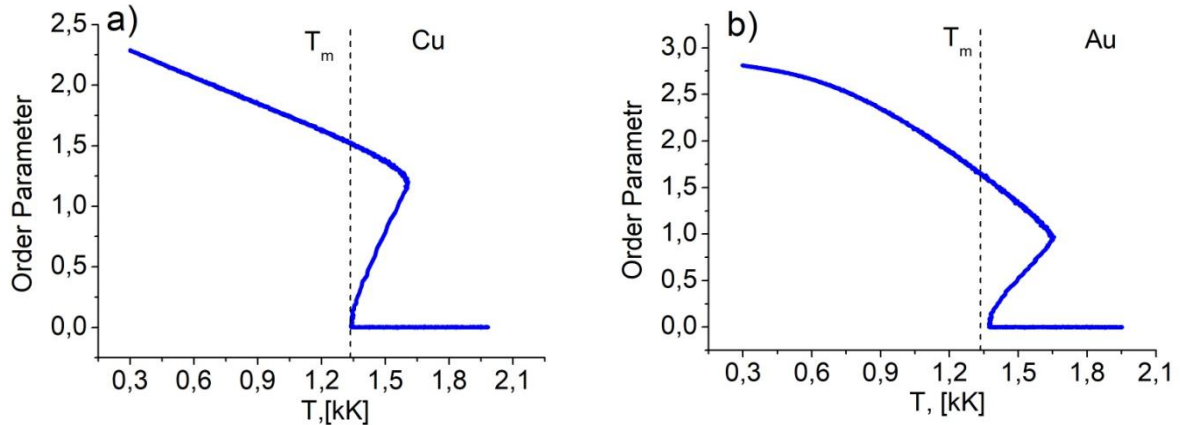 a)
Cu
T_m
Order Parameter
2,5
2,0
1,5
1,0
0,5
0,0
0,3 0,6 0,9 1,2 1,5 1,8 2,1
T,[kK]
b)
Au
T_m
Order Parametr
3,0
2,5
2,0
1,5
1,0
0,5
0,0
0,3 0,6 0,9 1,2 1,5 1,8 2,1
T, [kK]